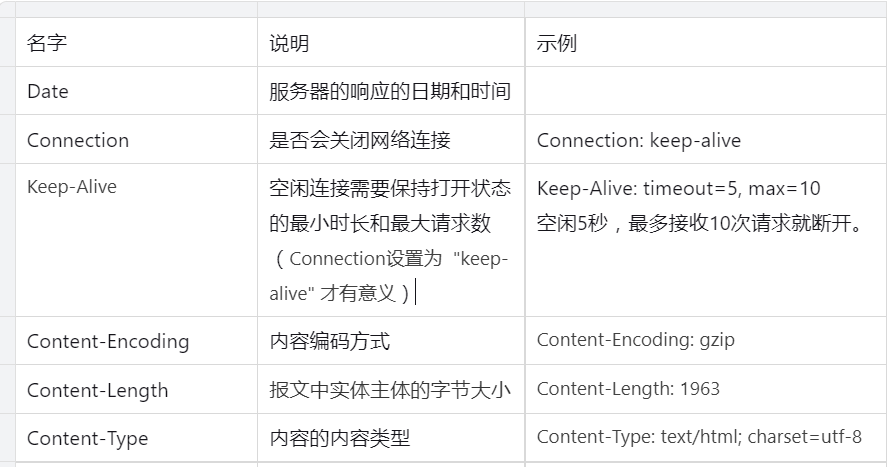 名字 说明 示例
Date 服务器的响应的日期和时间
Connection 是否会关闭网络连接 Connection: keep-alive
Keep-Alive 空闲连接需要保持打开状态 Keep-Alive: timeout=5, max=10
的最小时长和最大请求数 空闲5秒，最多接收10次请求就断开。
（Connection设置为 "keep-
alive" 才有意义）
Content-Encoding 内容编码方式 Content-Encoding: gzip
Content-Length 报文中实体主体的字节大小 Content-Length: 1963
Content-Type 内容的内容类型 Content-Type: text/html; charset=utf-8